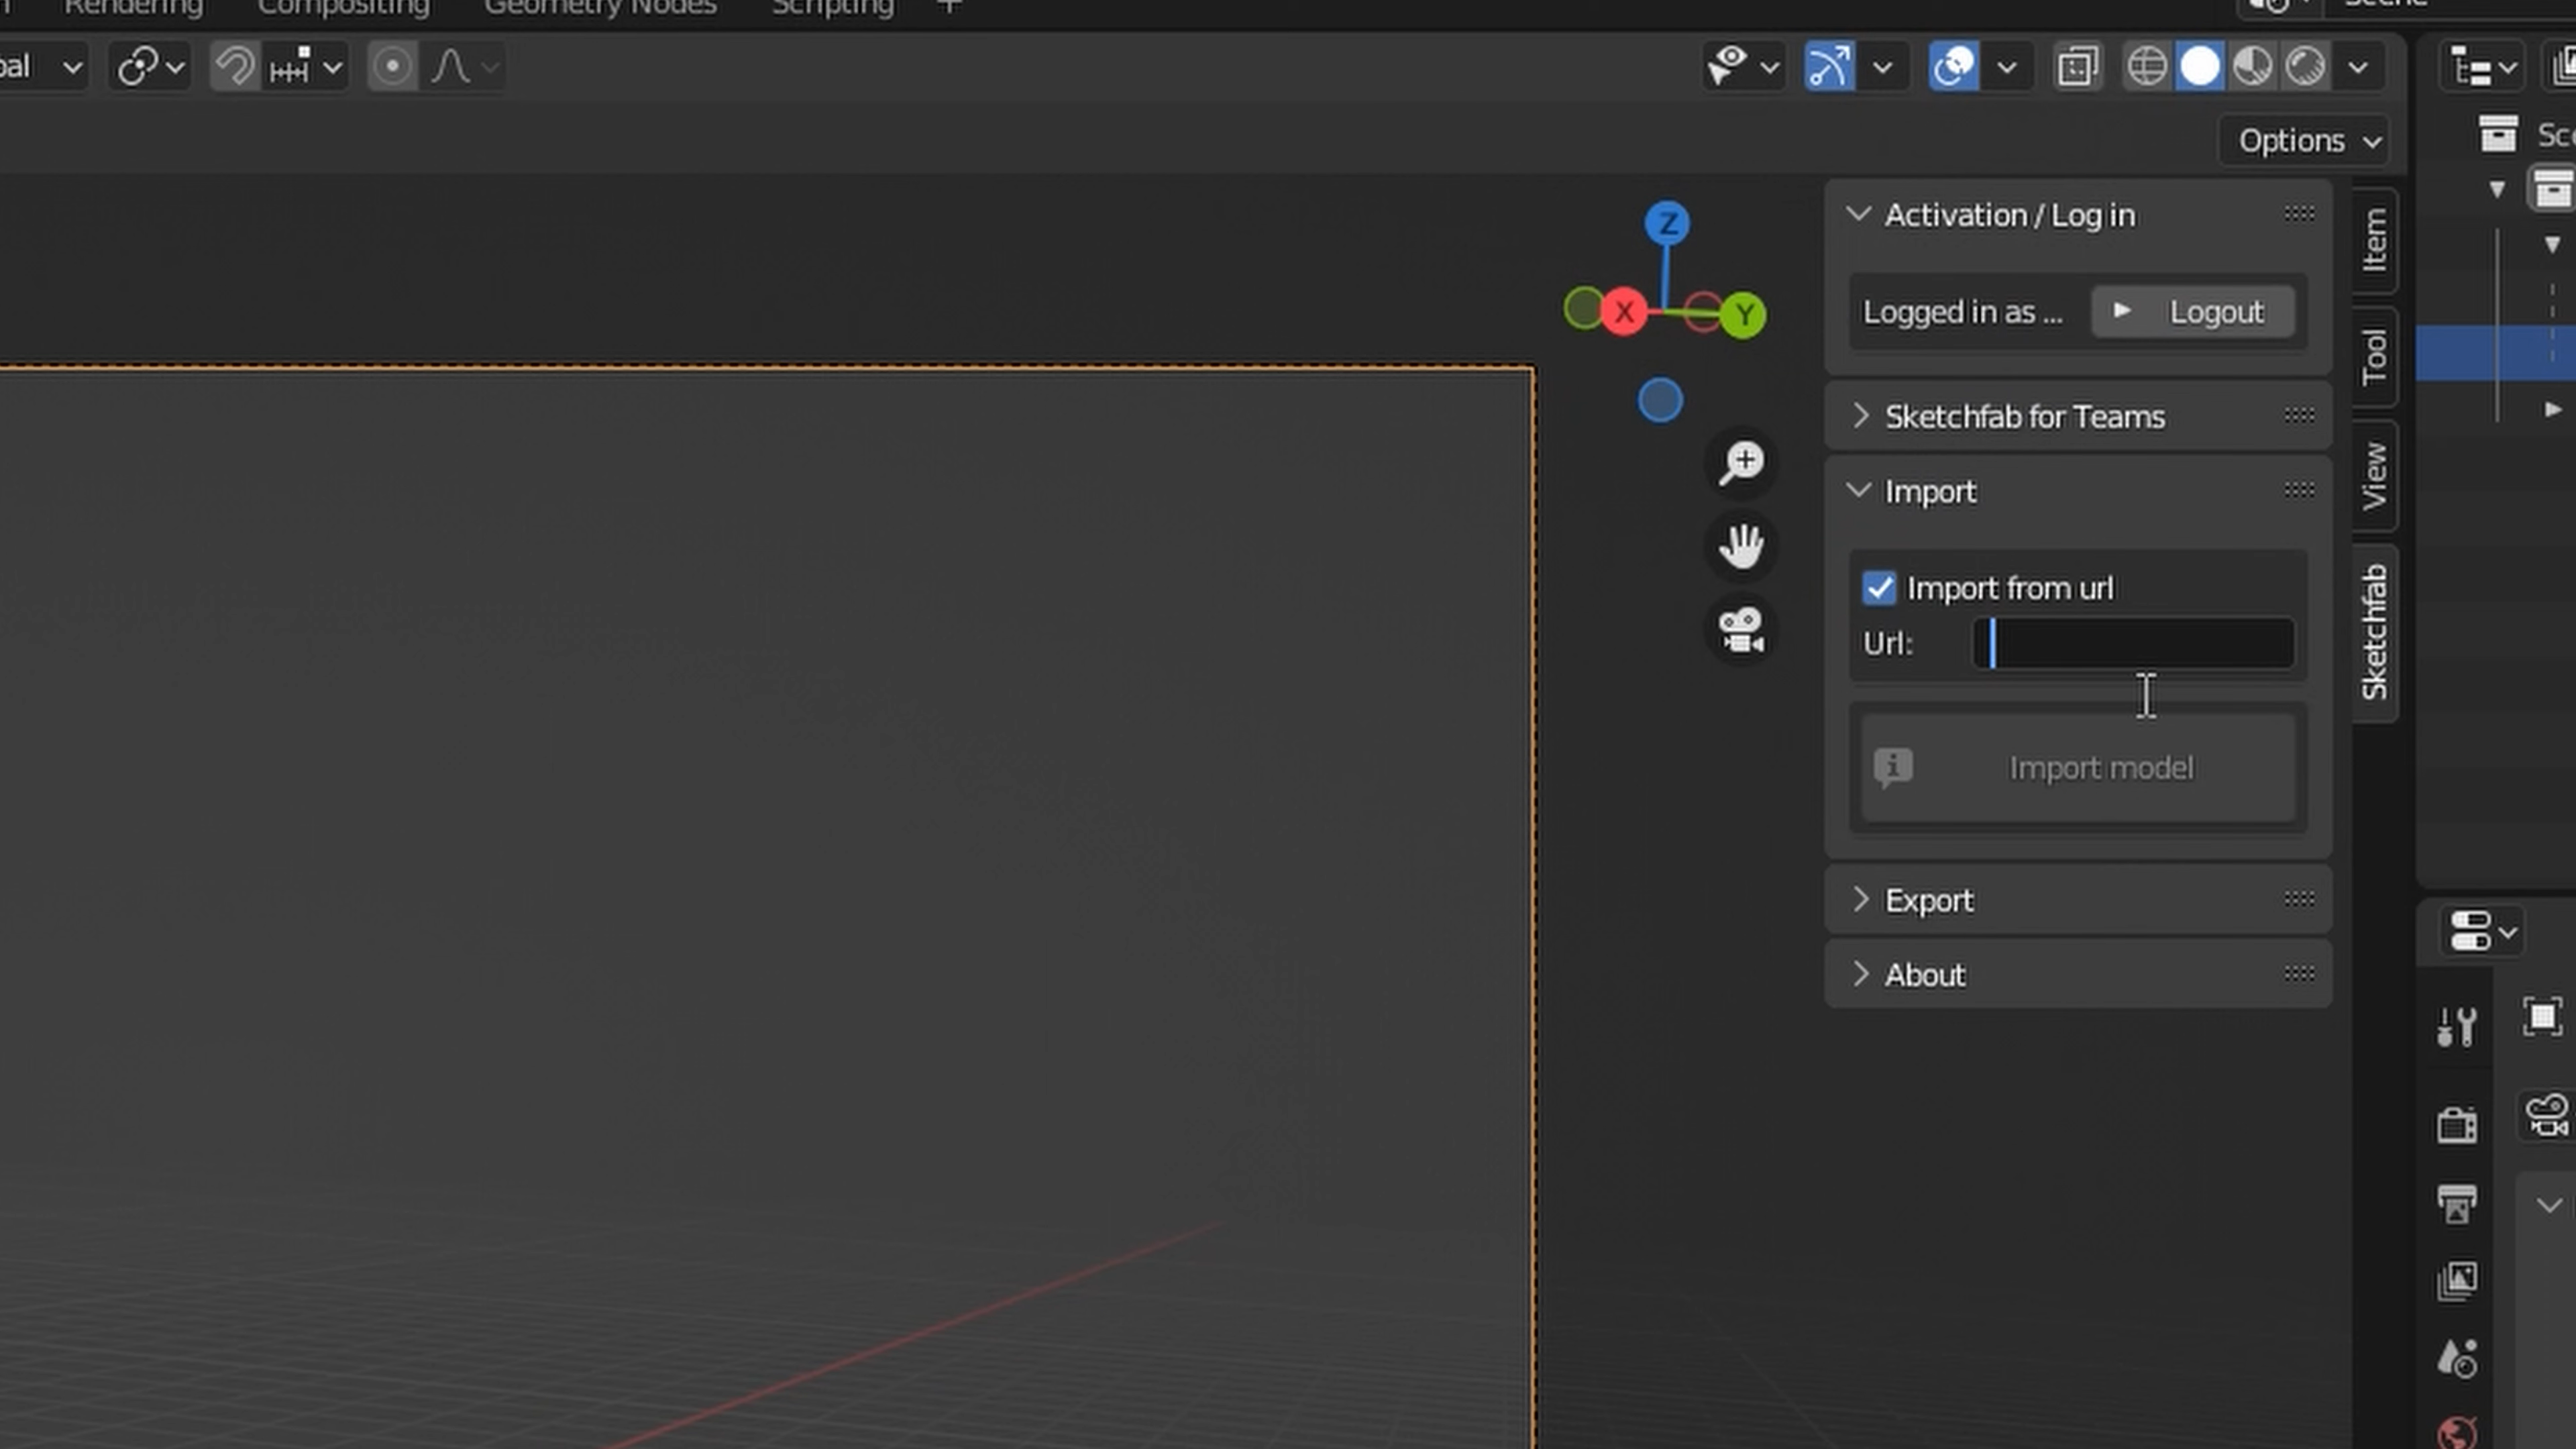 Rendering Compositing Geometry Nodes Scripting +
Scene
Options
Z
X
Y
Activation / Log in
Logged in as ...
Logout
Sketchfab for Teams
Import
Import from url
Url:
Import model
Export
About
Item
Tool
View
Sketchfab